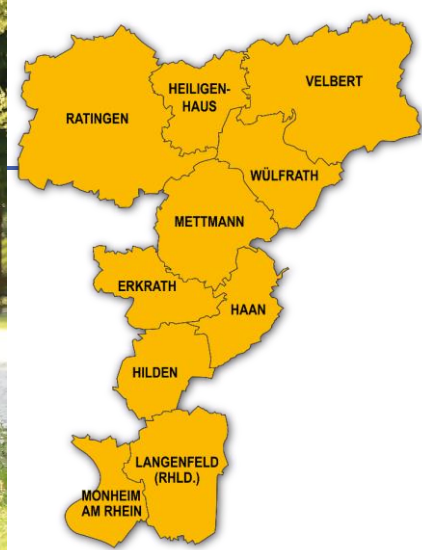 VELBERT
HEILIGEN-
HAUS
RATINGEN
WÜLFRATH
METTMANN
ERKRATH
HAAN
HILDEN
LANGENFELD
(RHLD.)
MONHEIM
AM RHEIN